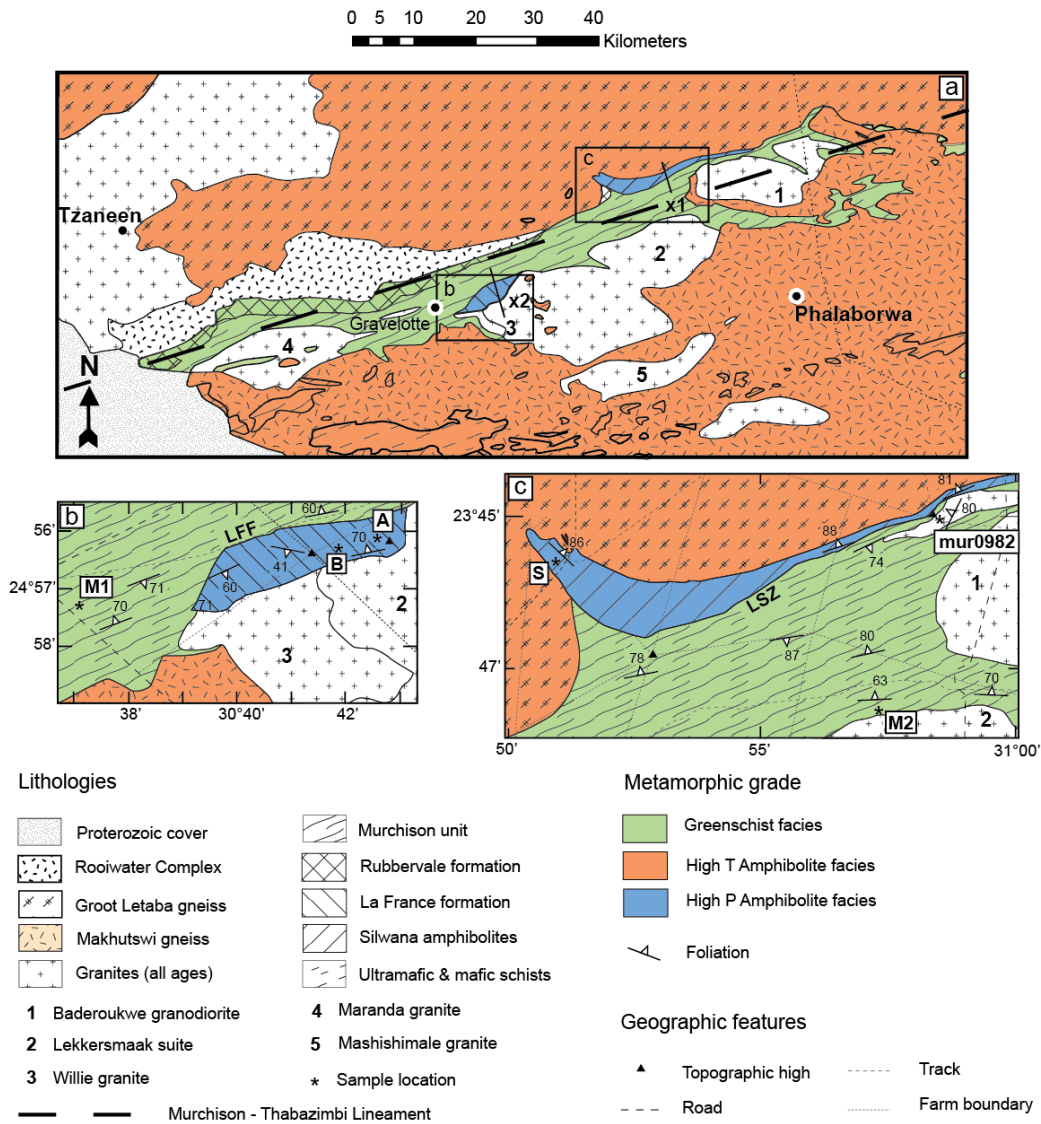 0 5 10 20 30 40
Kilometers
a
c
Tzaneen
x1
1
2
b
x2
Gravelotte
3
Phalaborwa
4
N
5
b
60
A
56'
LFF
70
B
41
M1
24°57'
60
71
71
2
70
58'
3
38'
30°40'
42'
c
81
23°45'
80
88
86
mur0982
S
74
LSZ
1
80
47'
78
87
63
70
M2
2
50'
55'
31°00'
Lithologies
Proterozoic cover
Rooiwater Complex
Groot Letaba gneiss
Makhutswi gneiss
Granites (all ages)
1 Baderoukwe granodiorite
2 Lekkersmaak suite
3 Willie granite
Murchison - Thabazimbi Lineament
Murchison unit
Rubbervale formation
La France formation
Silwana amphibolites
Ultramafic & mafic schists
4 Maranda granite
5 Mashishimale granite
* Sample location
Metamorphic grade
Greenschist facies
High T Amphibolite facies
High P Amphibolite facies
Foliation
Geographic features
Topographic high
Road
Track
Farm boundary